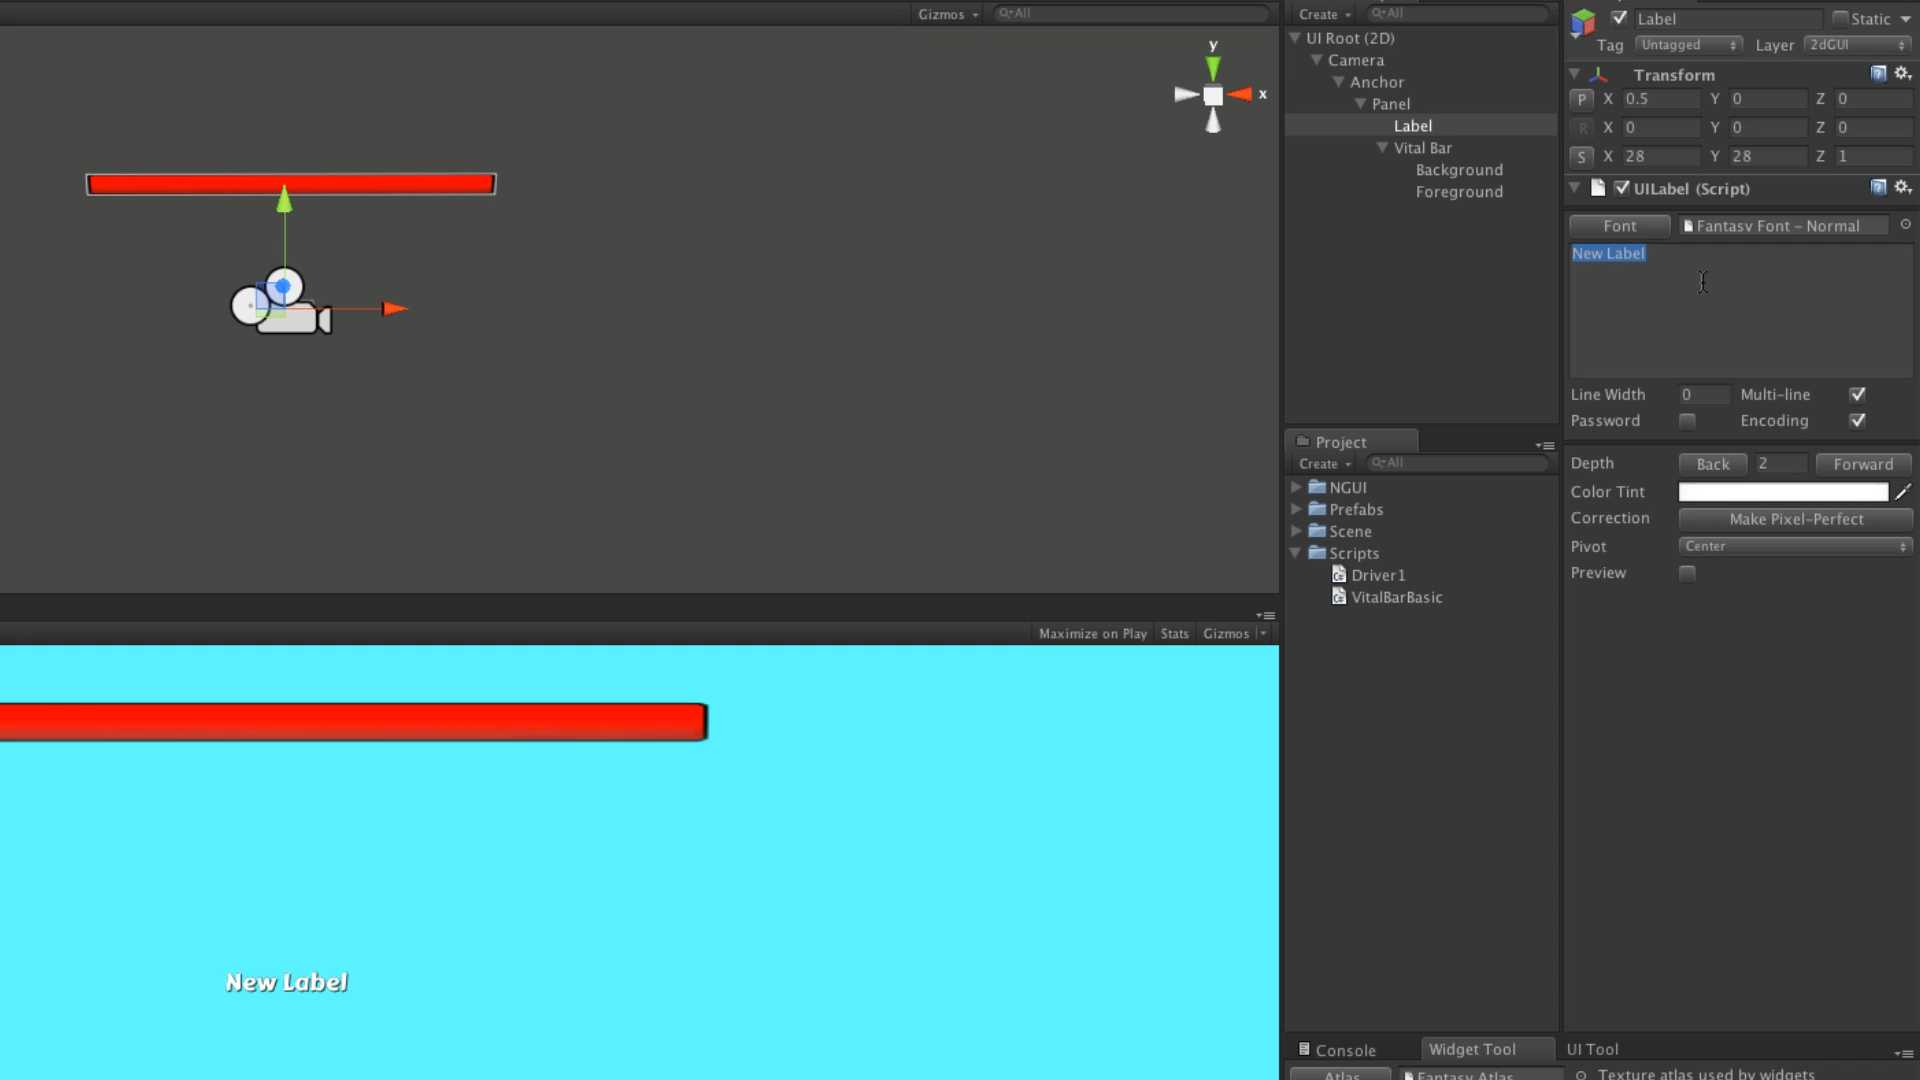 Gizmos
All
y
x
Maximize on Play Stats Gizmos
New Label
Create
All
UI Root (2D)
Camera
Anchor
Panel
Label
Vital Bar
Background
Foreground
Project
Create
All
NGUI
Prefabs
Scene
Scripts
Driver1
VitalBarBasic
Console
Widget Tool
UI Tool
Atlas
Fantasy Atlas
Texture atlas used by widgets
Label
Static
Tag Untagged Layer 2dGUI
Transform
P X 0.5 Y 0 Z 0
R X 0 Y 0 Z 0
S X 28 Y 28 Z 1
UILabel (Script)
Font Fantasy Font - Normal
New Label
Line Width 0 Multi-line
Password Encoding
Depth Back 2 Forward
Color Tint
Correction Make Pixel-Perfect
Pivot Center
Preview